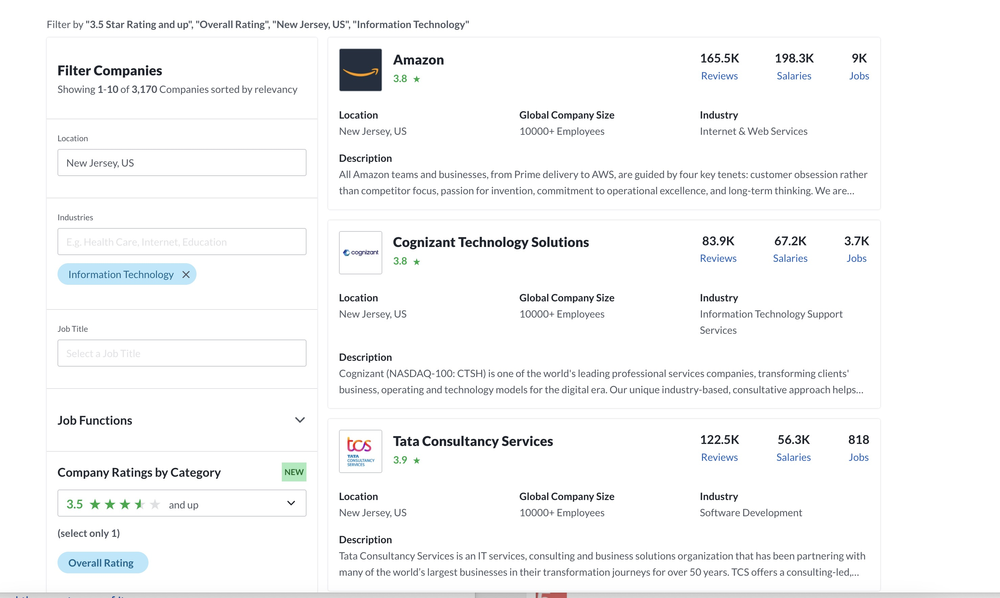 Filter by "3.5 Star Rating and up", "Overall Rating", "New Jersey, US", "Information Technology"
Filter Companies
Showing 1-10 of 3,170 Companies sorted by relevancy
Location
New Jersey, US
Industries
E.g. Health Care, Internet, Education
Information Technology
Job Title
Select a Job Title
Job Functions
Company Ratings by Category
NEW
3.5 and up
(select only 1)
Overall Rating
Amazon
3.8
165.5K 198.3K 9K
Reviews Salaries Jobs
Location Global Company Size Industry
New Jersey, US 10000+ Employees Internet & Web Services
Description
All Amazon teams and businesses, from Prime delivery to AWS, are guided by four key tenets: customer obsession rather
than competitor focus, passion for invention, commitment to operational excellence, and long-term thinking. We are...
cognizant
Cognizant Technology Solutions
3.8
83.9K 67.2K 3.7K
Reviews Salaries Jobs
Location Global Company Size Industry
New Jersey, US 10000+ Employees Information Technology Support
Services
Description
Cognizant (NASDAQ-100: CTSH) is one of the world's leading professional services companies, transforming clients'
business, operating and technology models for the digital era. Our unique industry-based, consultative approach helps...
tcs
TATA
CONSULTANCY
SERVICES
Tata Consultancy Services
3.9
122.5K 56.3K 818
Reviews Salaries Jobs
Location Global Company Size Industry
New Jersey, US 10000+ Employees Software Development
Description
Tata Consultancy Services is an IT services, consulting and business solutions organization that has been partnering with
many of the world’s largest businesses in their transformation journeys for over 50 years. TCS offers a consulting-led,...